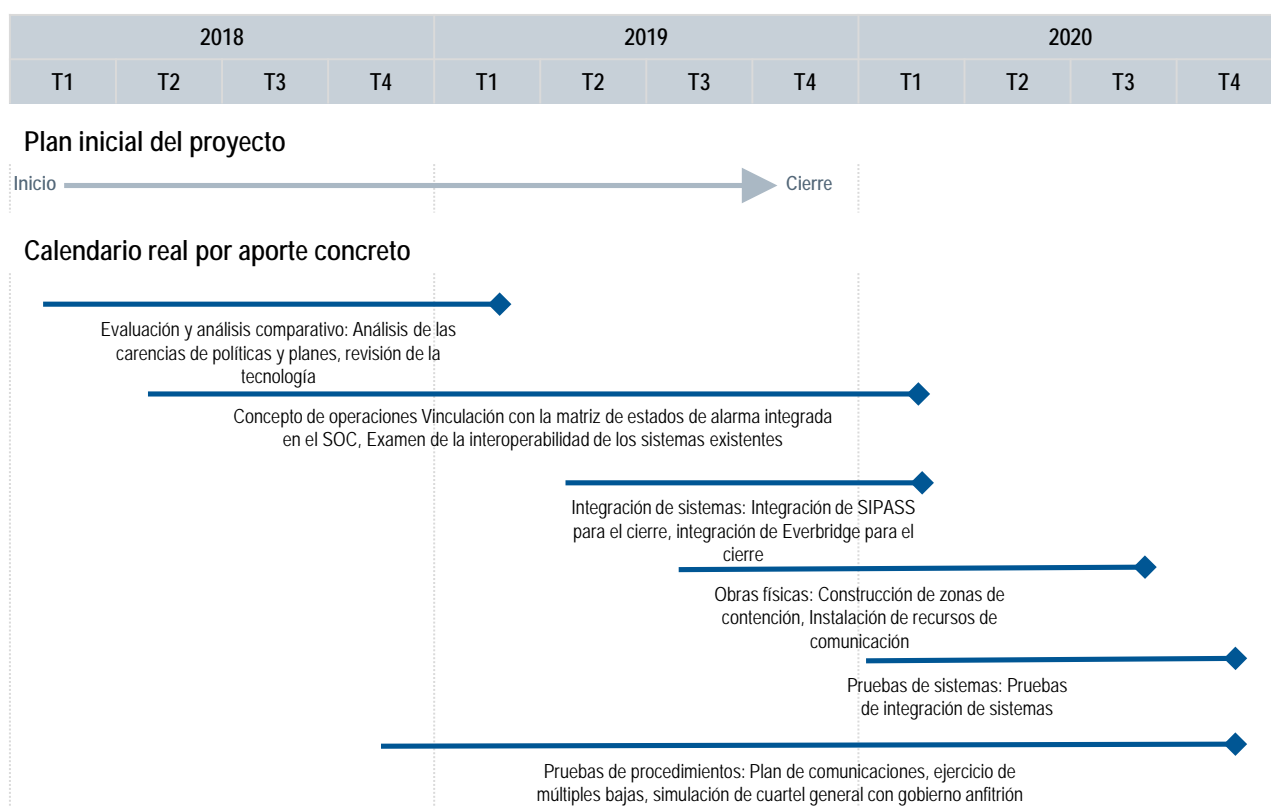 2018 2019 2020
T1 T2 T3 T4 T1 T2 T3 T4 T1 T2 T3 T4
Plan inicial del proyecto
Inicio Cierre
Calendario real por aporte concreto
Evaluación y análisis comparativo: Análisis de las
carencias de políticas y planes, revisión de la
tecnología
Concepto de operaciones Vinculación con la matriz de estados de alarma integrada
en el SOC, Examen de la interoperabilidad de los sistemas existentes
Integración de sistemas: Integración de SIPASS
para el cierre, integración de Everbridge para el
cierre
Obras físicas: Construcción de zonas de
contención, Instalación de recursos de
comunicación
Pruebas de sistemas: Pruebas
de integración de sistemas
Pruebas de procedimientos: Plan de comunicaciones, ejercicio de
múltiples bajas, simulación de cuartel general con gobierno anfitrión